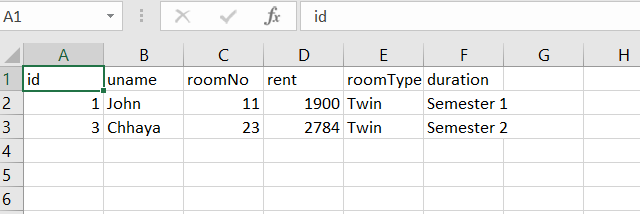 A1 fx id
A B C D E F G H
1 id uname roomNo rent roomType duration
2 1 John 11 1900 Twin Semester 1
3 3 Chhaya 23 2784 Twin Semester 2
4
5
6